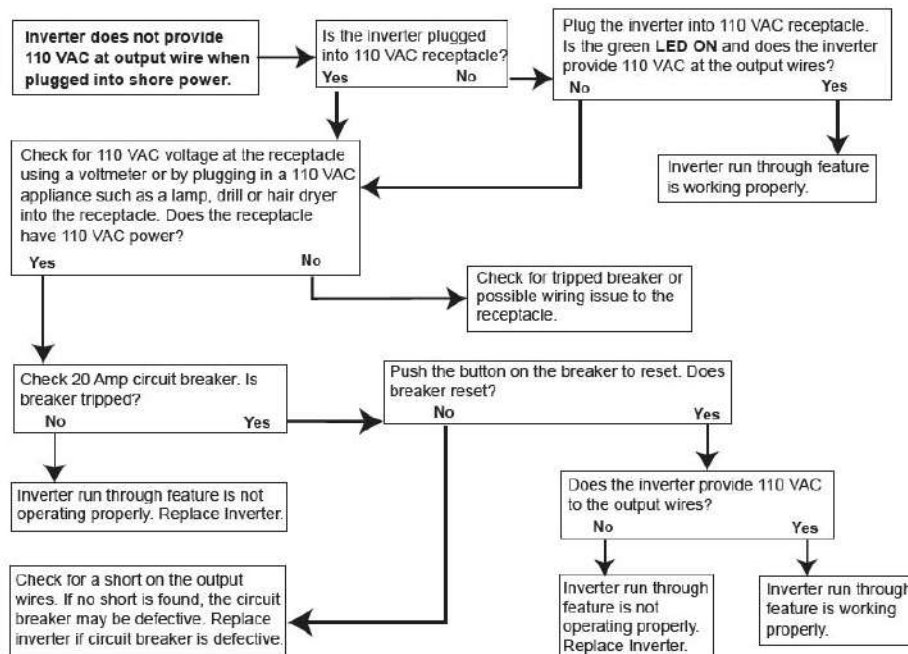 Inverter does not provide
110 VAC at output wire when
plugged into shore power.
Is the inverter plugged
into 110 VAC receptacle?
Yes No
Plug the inverter into 110 VAC receptacle.
Is the green LED ON and does the inverter
provide 110 VAC at the output wires?
No Yes
Inverter run through feature
is working properly.
Check for 110 VAC voltage at the receptacle
using a voltmeter or by plugging in a 110 VAC
appliance such as a lamp, drill or hair dryer
into the receptacle. Does the receptacle
have 110 VAC power?
Yes No
Check for tripped breaker or
possible wiring issue to the
receptacle.
Check 20 Amp circuit breaker. Is
breaker tripped?
No Yes
Push the button on the breaker to reset. Does
breaker reset?
No Yes
Inverter run through feature is not
operating properly. Replace Inverter.
Does the inverter provide 110 VAC
to the output wires?
No Yes
Check for a short on the output
wires. If no short is found, the circuit
breaker may be defective. Replace
inverter if circuit breaker is defective.
Inverter run through
feature is not
operating properly.
Replace Inverter.
Inverter run through
feature is working
properly.